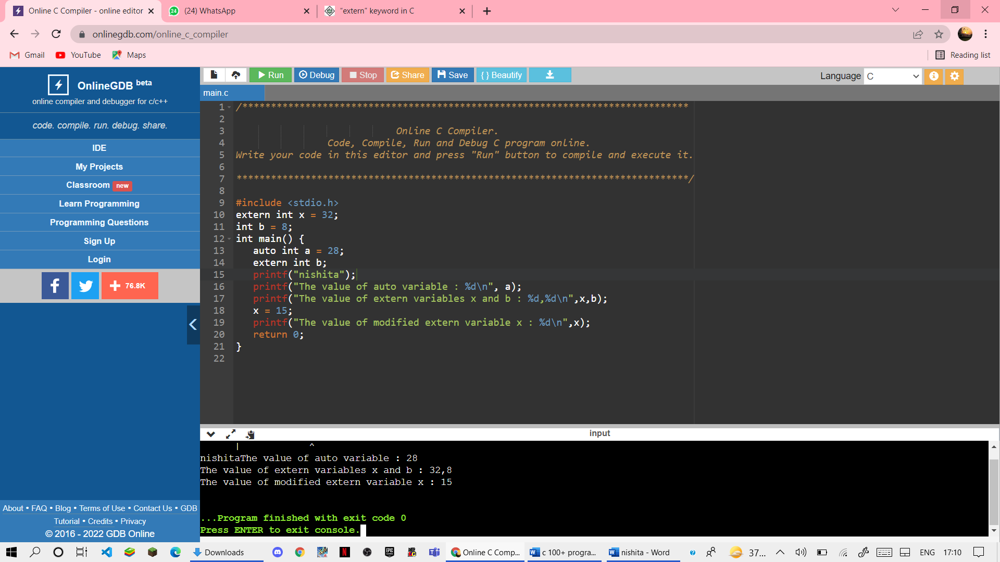 Online C Compiler - online editor
24 (24) WhatsApp
“extern” keyword in C
onlinegdb.com/online_c_compiler
Gmail YouTube Maps Reading list
OnlineGDB beta
online compiler and debugger for c/c++
code. compile. run. debug. share.
IDE
My Projects
Classroom new
Learn Programming
Programming Questions
Sign Up
Login
f + 76.8K
About • FAQ • Blog • Terms of Use • Contact Us • GDB
Tutorial • Credits • Privacy
© 2016 - 2022 GDB Online
Run Debug Stop Share Save { } Beautify Language C
main.c
1 /******************************************************************************
2
3 Online C Compiler.
4 Code, Compile, Run and Debug C program online.
5 Write your code in this editor and press "Run" button to compile and execute it.
6
7 *******************************************************************************/
8
9 #include <stdio.h>
10 extern int x = 32;
11 int b = 8;
12 int main() {
13 auto int a = 28;
14 extern int b;
15 printf("nishita");
16 printf("The value of auto variable : %d\n", a);
17 printf("The value of extern variables x and b : %d,%d\n",x,b);
18 x = 15;
19 printf("The value of modified extern variable x : %d\n",x);
20 return 0;
21 }
22
input
| ^
nishitaThe value of auto variable : 28
The value of extern variables x and b : 32,8
The value of modified extern variable x : 15
...Program finished with exit code 0
Press ENTER to exit console.
Downloads N EPIC GAMES Online C Comp... c 100+ progra... nishita - Word 37... ENG 17:10